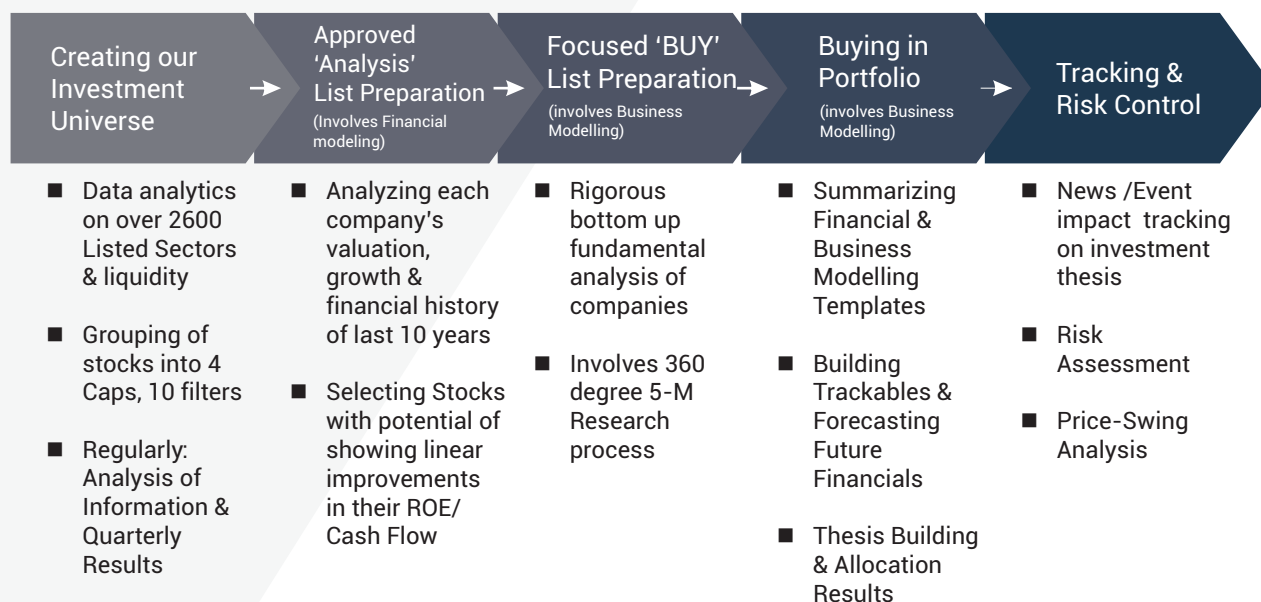 Creating our
Investment
Universe
Approved
‘Analysis’
List Preparation
(Involves Financial
modeling)
Focused ‘BUY’
List Preparation
(involves Business
Modelling)
Buying in
Portfolio
(involves Business
Modelling)
Tracking &
Risk Control
■ Data analytics
on over 2600
Listed Sectors
& liquidity
■ Grouping of
stocks into 4
Caps, 10 filters
■ Regularly:
Analysis of
Information &
Quarterly
Results
■ Analyzing each
company's
valuation,
growth &
financial history
of last 10 years
■ Selecting Stocks
with potential of
showing linear
improvements
in their ROE/
Cash Flow
■ Rigorous
bottom up
fundamental
analysis of
companies
■ Involves 360
degree 5-M
Research
process
■ Summarizing
Financial &
Business
Modelling
Templates
■ Building
Trackables &
Forecasting
Future
Financials
■ Thesis Building
& Allocation
Results
■ News /Event
impact tracking
on investment
thesis
■ Risk
Assessment
■ Price-Swing
Analysis